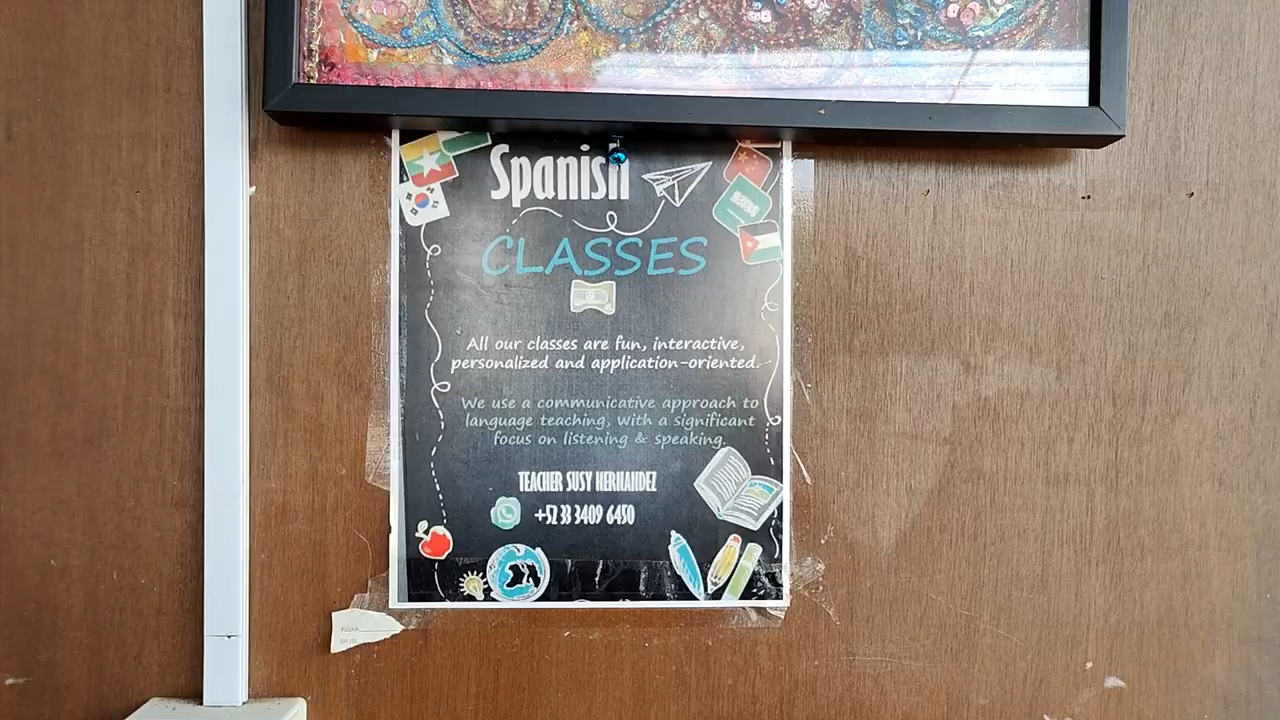 Spanish
CLASSES
All our classes are fun, interactive,
personalized and application-oriented.
We use a communicative approach to
language teaching, with a significant
focus on listening & speaking.
TEACHER SUSY HERNANDEZ
+52 33 3409 6450